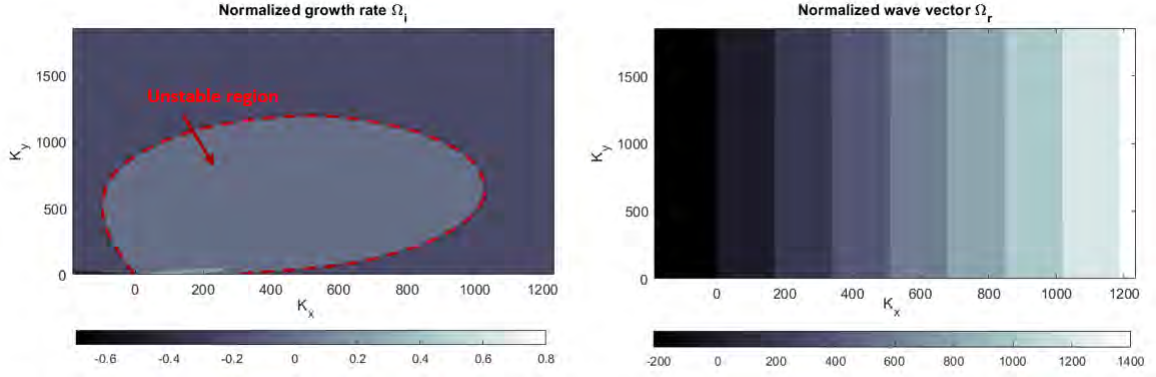 Normalized growth rate Ωi
1500
1000
500
0
Ky
Unstable region
0 200 400 600 800 1000 1200
Kx
-0.6 -0.4 -0.2 0 0.2 0.4 0.6 0.8
Normalized wave vector Ωr
1500
1000
500
0
Ky
0 200 400 600 800 1000 1200
Kx
-200 0 200 400 600 800 1000 1200 1400